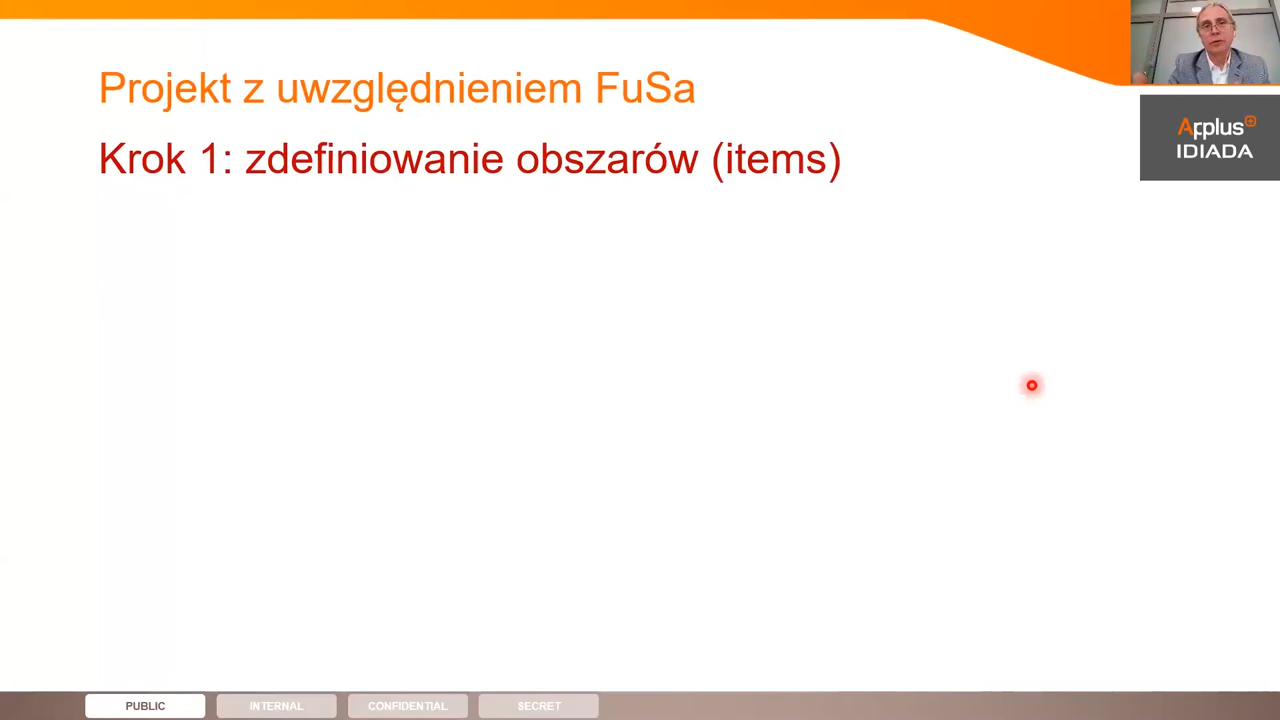 Projekt z uwzględnieniem FuSa
Krok 1: zdefiniowanie obszarów (items)
Applus+
IDIADA
PUBLIC
INTERNAL
CONFIDENTIAL
SECRET